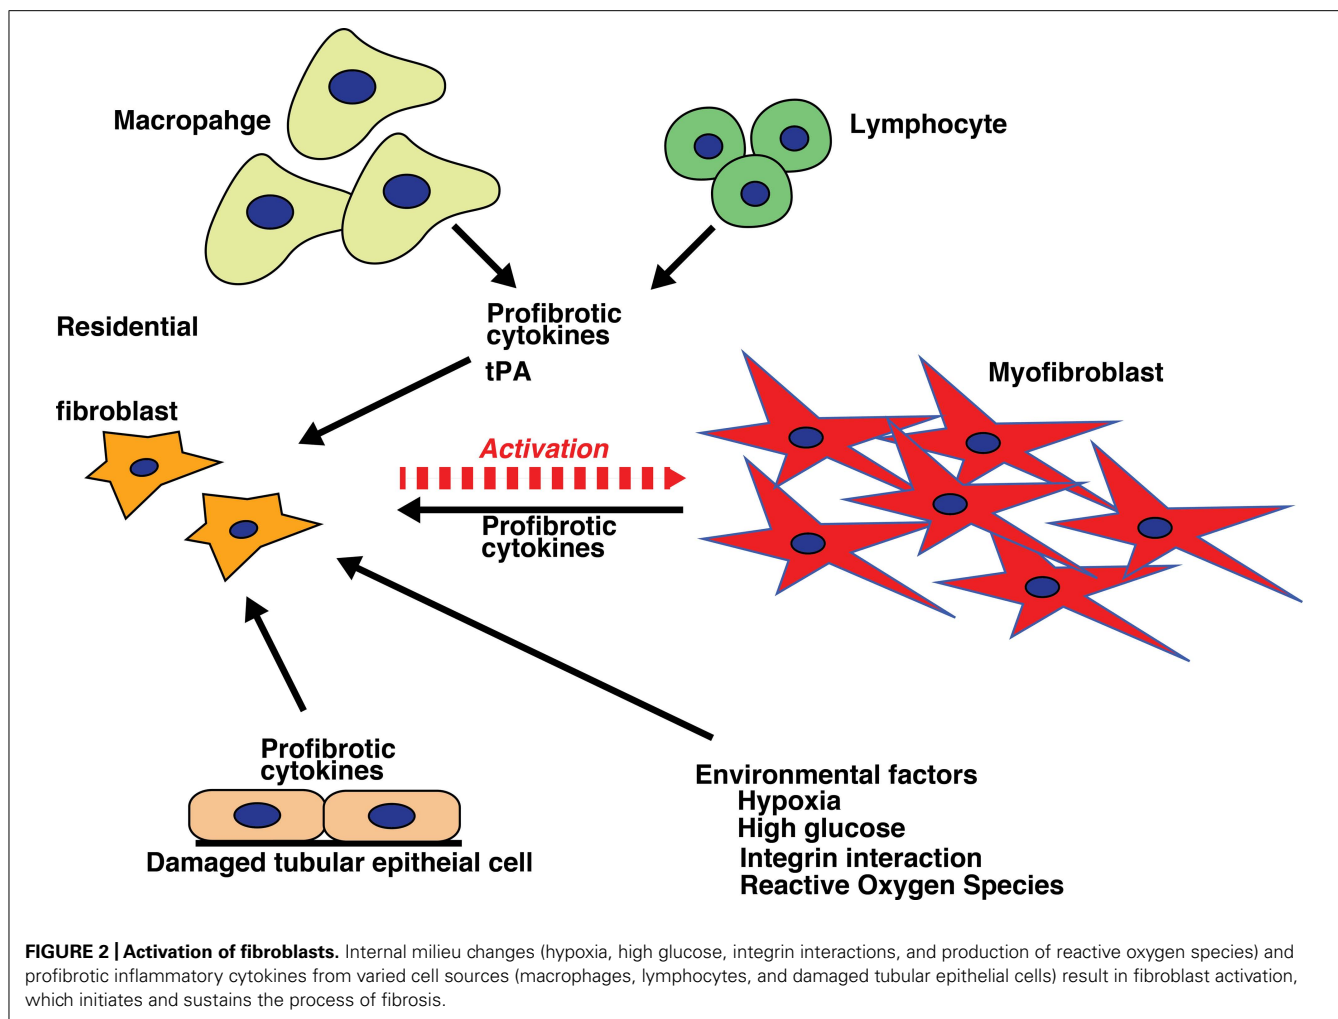 Macropahge
Lymphocyte
Residential
fibroblast
Profibrotic
cytokines
tPA
Myofibroblast
Activation
Profibrotic
cytokines
Profibrotic
cytokines
Damaged tubular epitheial cell
Environmental factors
Hypoxia
High glucose
Integrin interaction
Reactive Oxygen Species
FIGURE 2 | Activation of fibroblasts. Internal milieu changes (hypoxia, high glucose, integrin interactions, and production of reactive oxygen species) and
profibrotic inflammatory cytokines from varied cell sources (macrophages, lymphocytes, and damaged tubular epithelial cells) result in fibroblast activation,
which initiates and sustains the process of fibrosis.